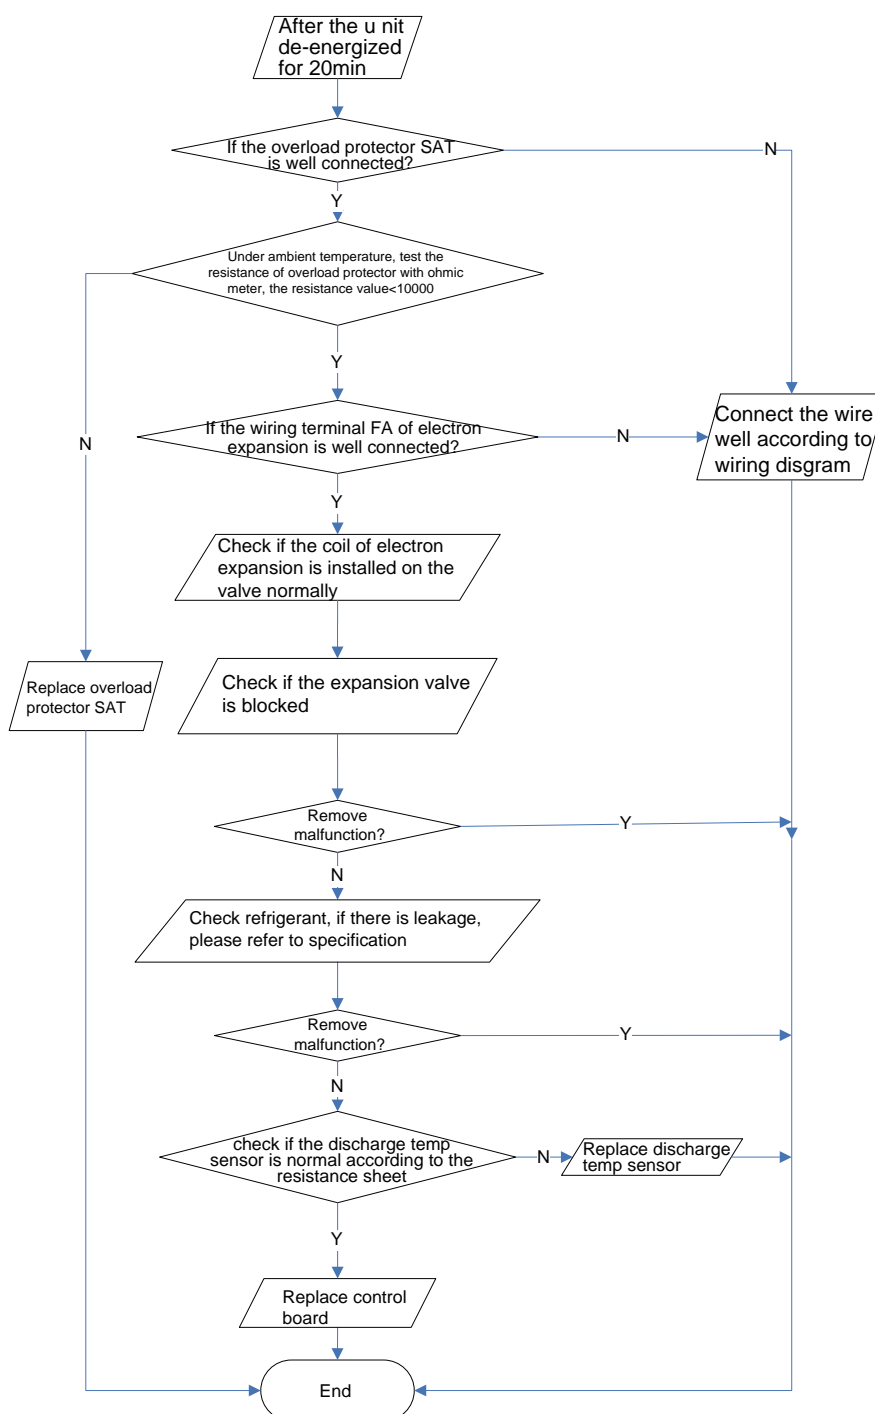 After the u nit
de-energized
for 20min
If the overload protector SAT
is well connected?
N
Y
Under ambient temperature, test the
resistance of overload protector with ohmic
meter, the resistance value<10000
Y
N
If the wiring terminal FA of electron
expansion is well connected?
N
Connect the wire
well according to
wiring disgram
Y
Check if the coil of electron
expansion is installed on the
valve normally
Replace overload
protector SAT
Check if the expansion valve
is blocked
Remove
malfunction?
Y
N
Check refrigerant, if there is leakage,
please refer to specification
Remove
malfunction?
Y
N
check if the discharge temp
sensor is normal according to the
resistance sheet
N
Replace discharge
temp sensor
Y
Replace control
board
End